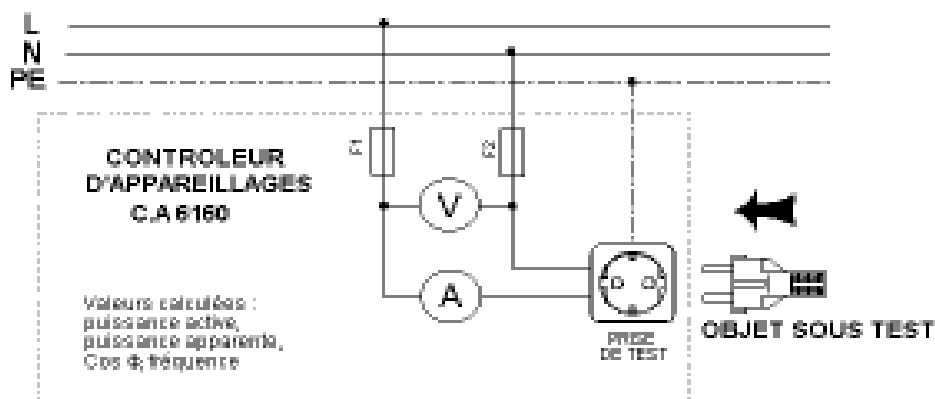 L
N
PE
F1
F2
CONTROLEUR
D'APPAREILLAGES
C.A 6160
V
A
Valeurs calculées :
puissance active,
puissance apparente,
Cos Φ, fréquence
PRISE
DE TEST
OBJET SOUS TEST